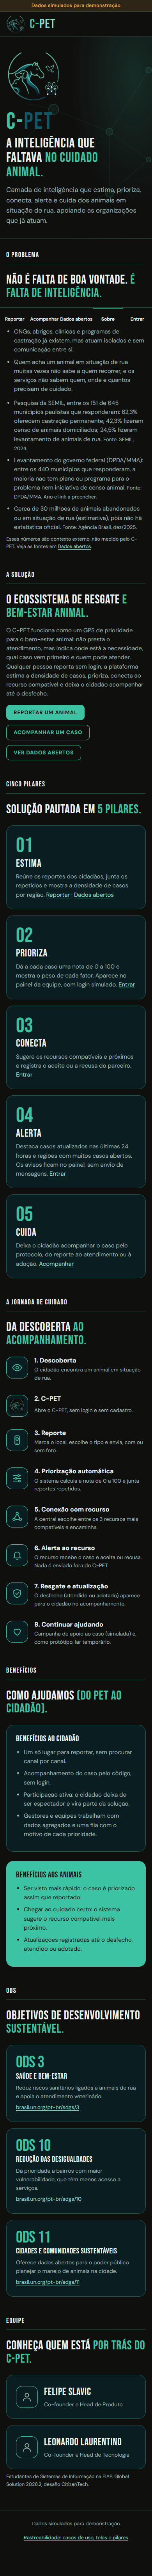 Dados simulados para demonstração
C-PET
C-PET
A INTELIGÊNCIA QUE
FALTAVA NO CUIDADO
ANIMAL.
Camada de inteligência que estima, prioriza,
conecta, alerta e cuida dos animais em
situação de rua, apoiando as organizações
que já atuam.
O PROBLEMA
NÃO É FALTA DE BOA VONTADE. É
FALTA DE INTELIGÊNCIA.
Reportar Acompanhar Dados abertos Sobre Entrar
ONGs, abrigos, clínicas e programas de
castração já existem, mas atuam isolados e sem
comunicação entre si.
Quem acha um animal em situação de rua
muitas vezes não sabe a quem recorrer, e os
serviços não sabem quem, onde e quantos
precisam de cuidado.
Pesquisa da SEMIL, entre os 151 de 645
municípios paulistas que responderam: 62,3%
oferecem castração permanente; 42,3% fizeram
censo de animais domiciliados; 24,5% fizeram
levantamento de animais de rua. Fonte: SEMIL,
2024.
Levantamento do governo federal (DPDA/MMA):
entre os 440 municípios que responderam, a
maioria não tem plano ou programa para o
problema nem iniciativa de censo animal. Fonte:
DPDA/MMA. Ano e link a preencher.
Cerca de 30 milhões de animais abandonados
ou em situação de rua (estimativa), pois não há
estatística oficial. Fonte: Agência Brasil, dez/2025.
Esses números são contexto externo, não medido pelo C-
PET. Veja as fontes em Dados abertos.
A SOLUÇÃO
O ECOSSISTEMA DE RESGATE E
BEM-ESTAR ANIMAL.
O C-PET funciona como um GPS de prioridade
para o bem-estar animal: não presta o
atendimento, mas indica onde está a necessidade,
qual caso vem primeiro e quem pode atender.
Qualquer pessoa reporta sem login; a plataforma
estima a densidade de casos, prioriza, conecta ao
recurso compatível e deixa o cidadão acompanhar
até o desfecho.
REPORTAR UM ANIMAL
ACOMPANHAR UM CASO
VER DADOS ABERTOS
CINCO PILARES
SOLUÇÃO PAUTADA EM 5 PILARES.
01
ESTIMA
Reúne os reportes dos cidadãos, junta os
repetidos e mostra a densidade de casos
por região. Reportar · Dados abertos
02
PRIORIZA
Dá a cada caso uma nota de 0 a 100 e
mostra o peso de cada fator. Aparece no
painel da equipe, com login simulado. Entrar
03
CONECTA
Sugere os recursos compatíveis e próximos
e registra o aceite ou a recusa do parceiro.
Entrar
04
ALERTA
Destaca casos atualizados nas últimas 24
horas e regiões com muitos casos abertos.
Os avisos ficam no painel, sem envio de
mensagens. Entrar
05
CUIDA
Deixe o cidadão acompanhar o caso pelo
protocolo, do reporte ao atendimento ou à
adoção. Acompanhar
A JORNADA DE CUIDADO
DA DESCOBERTA AO
ACOMPANHAMENTO.
1. Descoberta
O cidadão encontra um animal em situação
de rua.
2. C-PET
Abre o C-PET, sem login e sem cadastro.
3. Reporte
Marca o local, escolhe o tipo e envia, com ou
sem foto.
4. Priorização automática
O sistema calcula a nota de 0 a 100 e junta
reportes repetidos.
5. Conexão com recurso
A central escolhe entre os 3 recursos mais
compatíveis e encaminha.
6. Alerta ao recurso
O recurso recebe o caso e aceita ou recusa.
Nada é enviado fora do C-PET.
7. Resgate e atualização
O desfecho (atendido ou adotado) aparece
para o cidadão no acompanhamento.
8. Continuar ajudando
Campanha de apoio ao caso (simulada) e,
como protótipo, lar temporário.
BENEFÍCIOS
COMO AJUDAMOS (DO PET AO
CIDADÃO).
BENEFÍCIOS AO CIDADÃO
Um só lugar para reportar, sem procurar
canal por canal.
Acompanhamento do caso pelo código,
sem login.
Participação ativa: o cidadão deixa de
ser espectador e vira parte da solução.
Gestores e equipes trabalham com
dados agregados e uma fila com o
motivo de cada prioridade.
BENEFÍCIOS AOS ANIMAIS
Ser visto mais rápido: o caso é priorizado
assim que reportado.
Chegar ao cuidado certo: o sistema
sugere o recurso compatível mais
próximo.
Atualizações registradas até o desfecho,
atendido ou adotado.
ODS
OBJETIVOS DE DESENVOLVIMENTO
SUSTENTÁVEL.
ODS 3
SAÚDE E BEM-ESTAR
Reduz riscos sanitários ligados a animais de rua
e apoia o atendimento veterinário.
brasil.un.org/pt-br/sdgs/3
ODS 10
REDUÇÃO DAS DESIGUALDADES
Dá prioridade a bairros com maior
vulnerabilidade, que têm menos acesso a
serviços.
brasil.un.org/pt-br/sdgs/10
ODS 11
CIDADES E COMUNIDADES SUSTENTÁVEIS
Oferece dados abertos para o poder público
planejar o manejo de animais na cidade.
brasil.un.org/pt-br/sdgs/11
EQUIPE
CONHEÇA QUEM ESTÁ POR TRÁS DO
C-PET.
FELIPE SLAVIC
Co-founder e Head de Produto
LEONARDO LAURENTINO
Co-founder e Head de Tecnologia
Estudantes de Sistemas de Informação na FIAP, Global
Solution 2026.2, desafio CitizenTech.
Dados simulados para demonstração
Rastreabilidade: casos de uso, telas e pilares